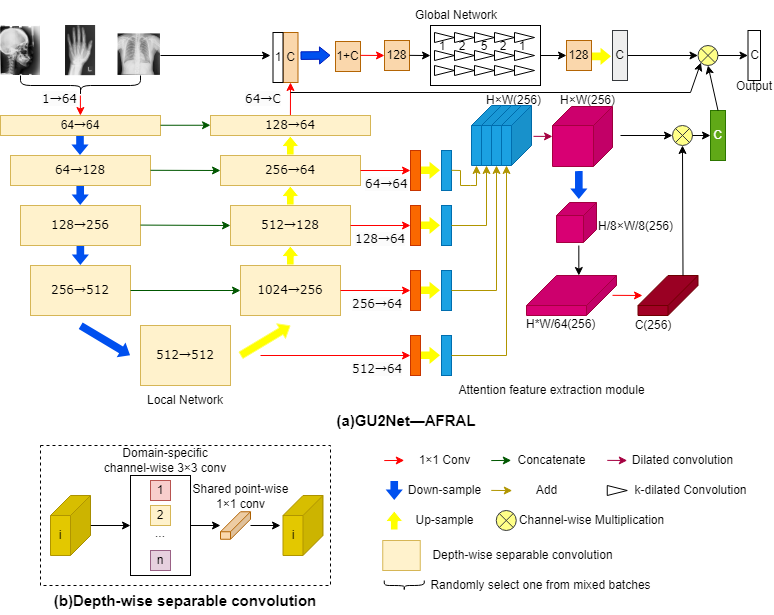 Global Network
1
C
1+C
128
1 2 5 2 1
128
C
C
Output
1→64
64→C
H×W(256)
H×W(256)
64→64
128→64
C
64→128
256→64
64→64
128→256
512→128
128→64
H/8×W/8(256)
256→512
1024→256
256→64
H*W/64(256)
C(256)
512→512
512→64
Local Network
Attention feature extraction module
(a)GU2Net—AFRAL
Domain-specific
channel-wise 3×3 conv
1
Shared point-wise
1×1 conv
2
...
n
i
i
(b)Depth-wise separable convolution
1×1 Conv
Concatenate
Dilated convolution
Down-sample
Add
k-dilated Convolution
Up-sample
Channel-wise Multiplication
Depth-wise separable convolution
Randomly select one from mixed batches